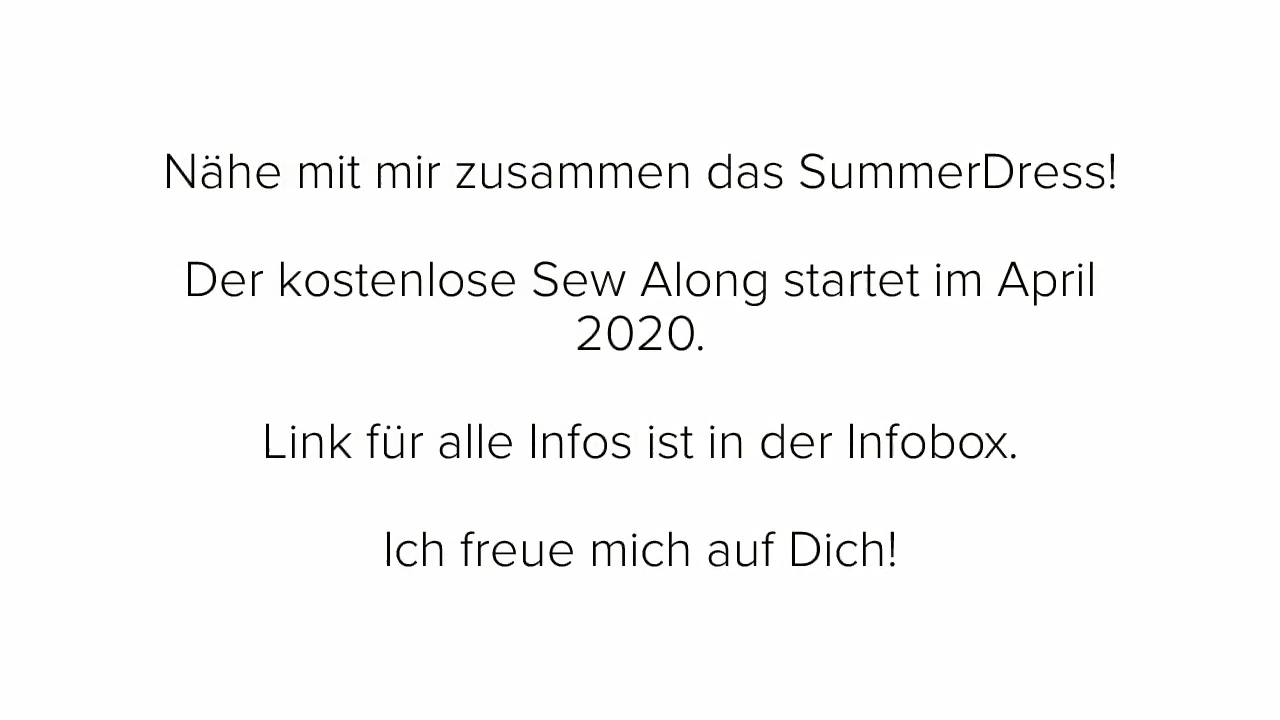 Nähe mit mir zusammen das SummerDress!
Der kostenlose Sew Along startet im April
2020.
Link für alle Infos ist in der Infobox.
Ich freue mich auf Dich!